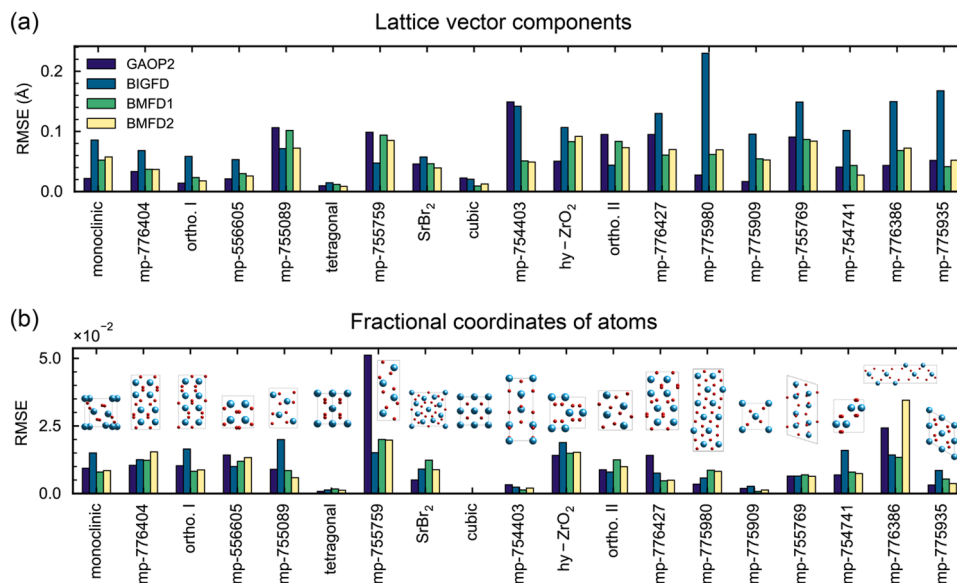 (a) Lattice vector components
RMSE (Å)
0.2
0.1
0.0
GAOP2
BIGFD
BMFD1
BMFD2
monoclinic
mp-776404
ortho. I
mp-556605
mp-755089
tetragonal
mp-755759
SrBr₂
cubic
mp-754403
hy-ZrO₂
ortho. II
mp-776427
mp-775980
mp-775909
mp-755769
mp-754741
mp-776386
mp-775935
(b) Fractional coordinates of atoms
×10⁻²
RMSE
5.0
2.5
0.0
monoclinic
mp-776404
ortho. I
mp-556605
mp-755089
tetragonal
mp-755759
SrBr₂
cubic
mp-754403
hy-ZrO₂
ortho. II
mp-776427
mp-775980
mp-775909
mp-755769
mp-754741
mp-776386
mp-775935